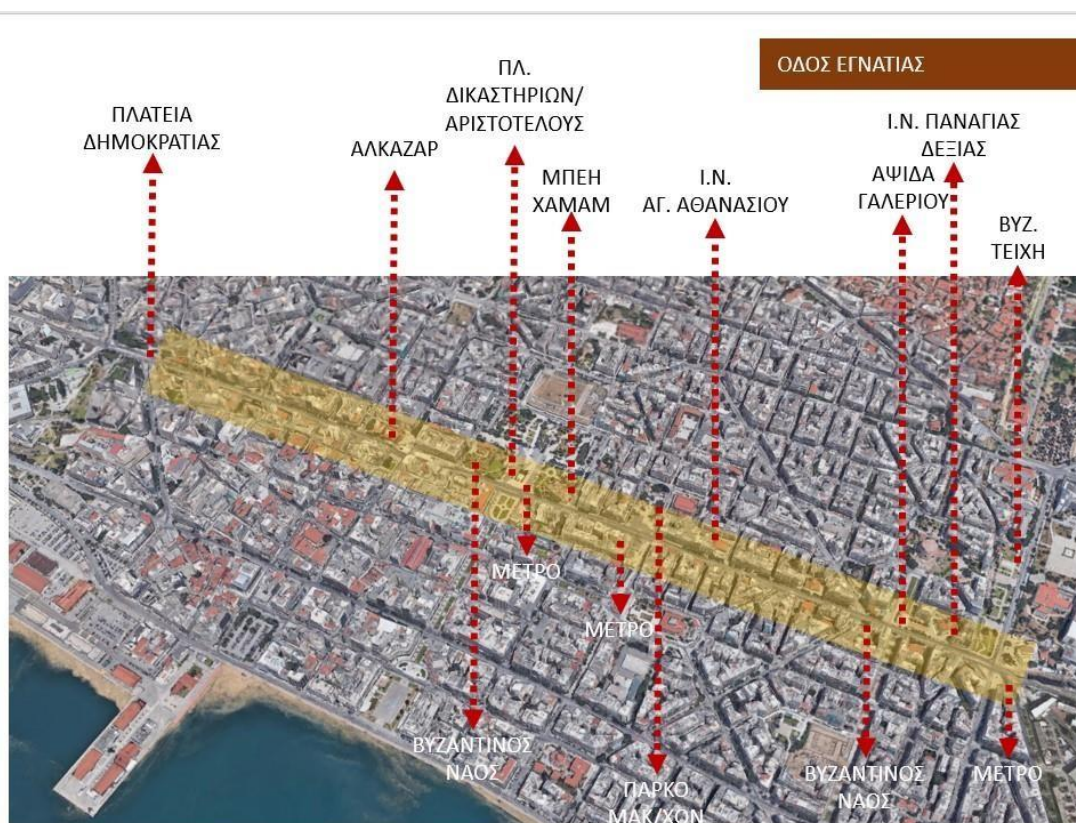 ΟΔΟΣ ΕΓΝΑΤΙΑΣ
ΠΛΑΤΕΙΑ
ΔΗΜΟΚΡΑΤΙΑΣ
ΑΛΚΑΖΑΡ
ΠΛ.
ΔΙΚΑΣΤΗΡΙΩΝ/
ΑΡΙΣΤΟΤΕΛΟΥΣ
ΜΠΕΗ
ΧΑΜΑΜ
Ι.Ν.
ΑΓ. ΑΘΑΝΑΣΙΟΥ
Ι.Ν. ΠΑΝΑΓΙΑΣ
ΔΕΞΙΑΣ
ΑΨΙΔΑ
ΓΑΛΕΡΙΟΥ
ΒΥΖ.
ΤΕΙΧΗ
ΜΕΤΡΟ
ΜΕΤΡΟ
ΒΥΖΑΝΤΙΝΟΣ
ΝΑΟΣ
ΠΑΡΚΟ
ΜΑΚ/ΧΩΝ
ΒΥΖΑΝΤΙΝΟΣ
ΝΑΟΣ
ΜΕΤΡΟ